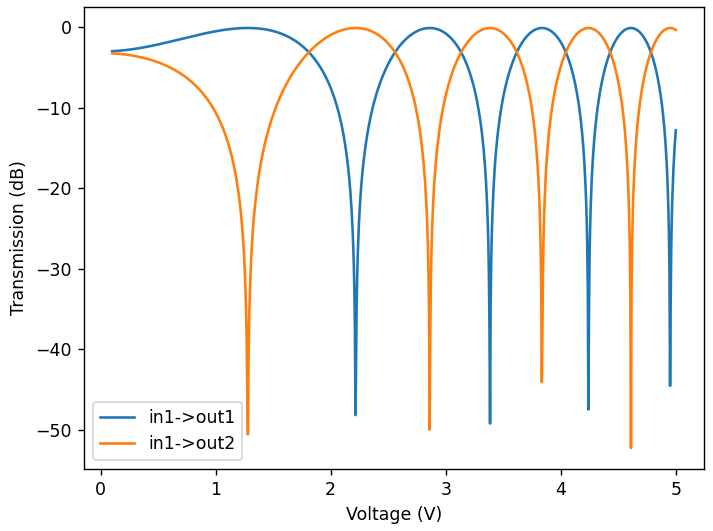 0
−10
−20
−30
−40
−50
Transmission (dB)
in1->out1
in1->out2
0 1 2 3 4 5
Voltage (V)